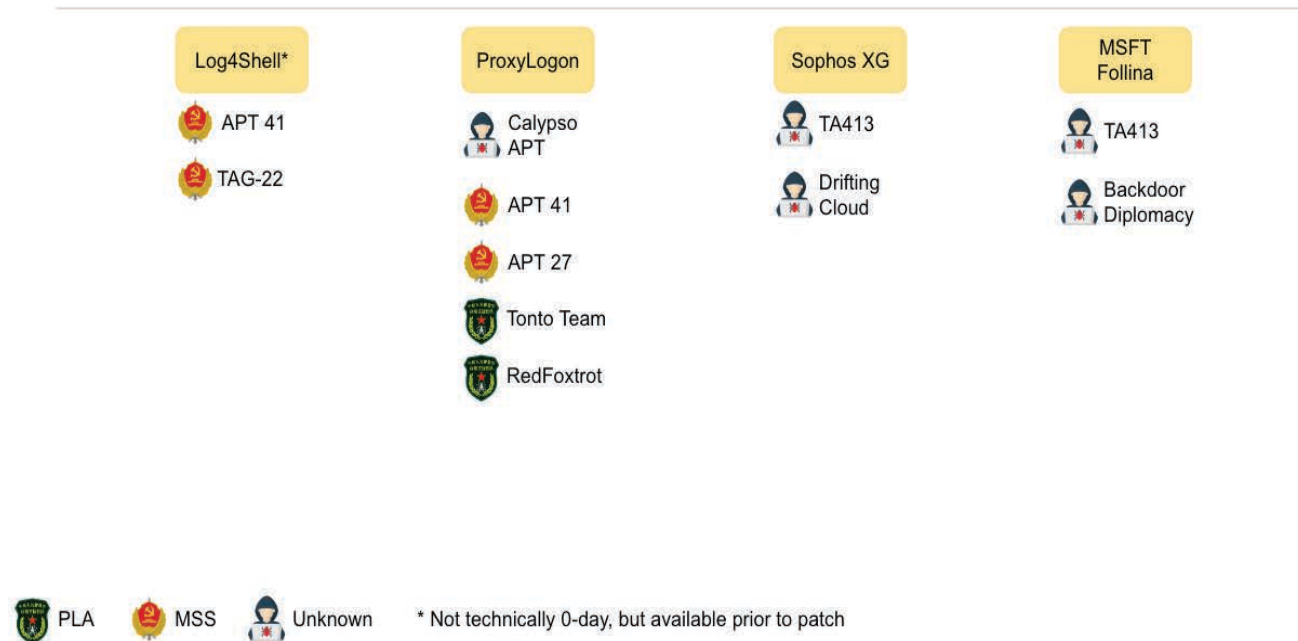 Log4Shell*
APT 41
TAG-22
ProxyLogon
Calypso
APT
APT 41
APT 27
Tonto Team
RedFoxtrot
Sophos XG
TA413
Drifting
Cloud
MSFT
Follina
TA413
Backdoor
Diplomacy
PLA
MSS
Unknown
* Not technically 0-day, but available prior to patch